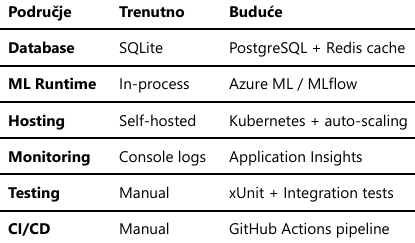 Područje Trenutno Buduće
Database SQLite PostgreSQL + Redis cache
ML Runtime In-process Azure ML / MLflow
Hosting Self-hosted Kubernetes + auto-scaling
Monitoring Console logs Application Insights
Testing Manual xUnit + Integration tests
CI/CD Manual GitHub Actions pipeline